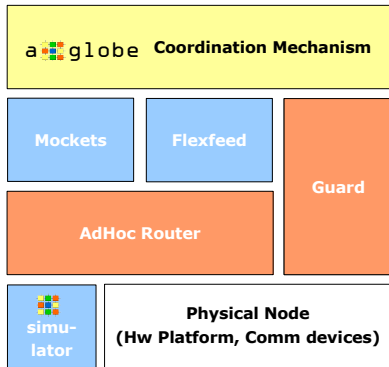 a globe Coordination Mechanism
Mockets
Flexfeed
Guard
AdHoc Router
simu-
lator
Physical Node
(Hw Platform, Comm devices)